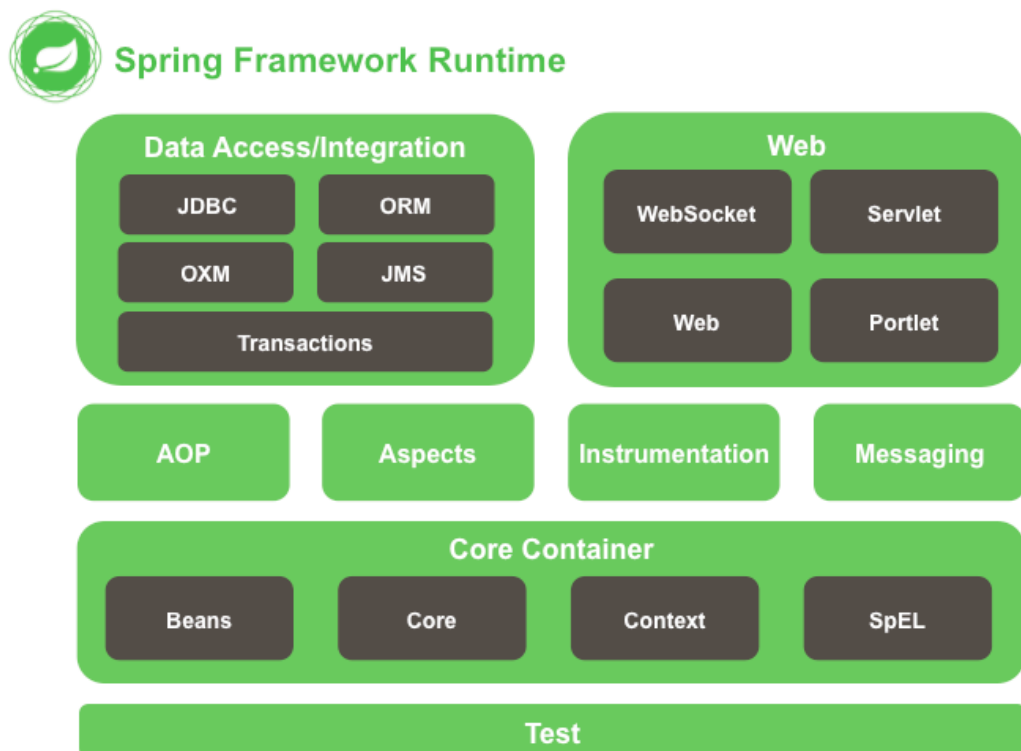 Spring Framework Runtime
Data Access/Integration
JDBC
ORM
OXM
JMS
Transactions
Web
WebSocket
Servlet
Web
Portlet
AOP
Aspects
Instrumentation
Messaging
Core Container
Beans
Core
Context
SpEL
Test